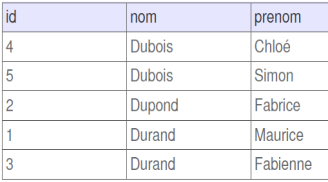 id nom prenom
4 Dubois Chloé
5 Dubois Simon
2 Dupond Fabrice
1 Durand Maurice
3 Durand Fabienne